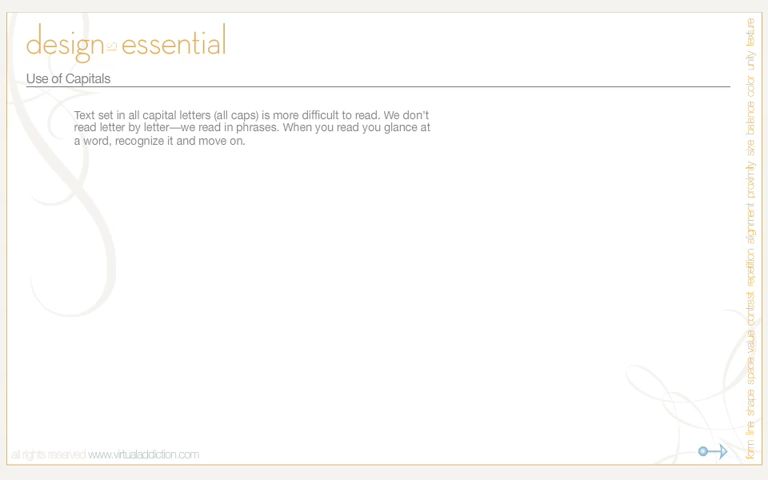 design is essential
Use of Capitals
Text set in all capital letters (all caps) is more difficult to read. We don't
read letter by letter—we read in phrases. When you read you glance at
a word, recognize it and move on.
form line shape space value contrast repetition alignment proximity size balance color unity texture
all rights reserved www.virtualaddiction.com